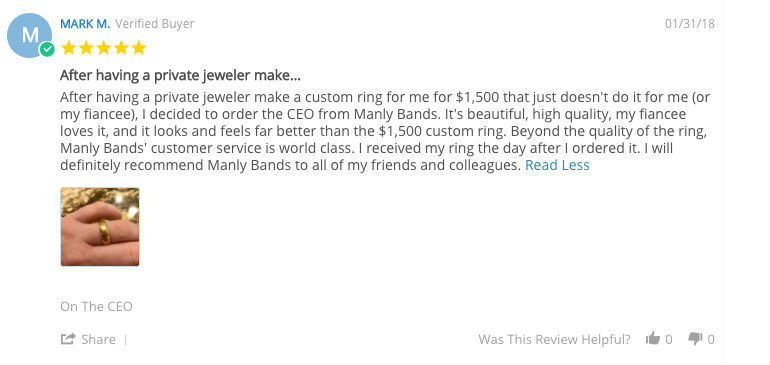 M
MARK M. Verified Buyer 01/31/18
After having a private jeweler make...
After having a private jeweler make a custom ring for me for $1,500 that just doesn't do it for me (or
my fiancee), I decided to order the CEO from Manly Bands. It's beautiful, high quality, my fiancee
loves it, and it looks and feels far better than the $1,500 custom ring. Beyond the quality of the ring,
Manly Bands' customer service is world class. I received my ring the day after I ordered it. I will
definitely recommend Manly Bands to all of my friends and colleagues. Read Less
On The CEO
Share | Was This Review Helpful? 0 0